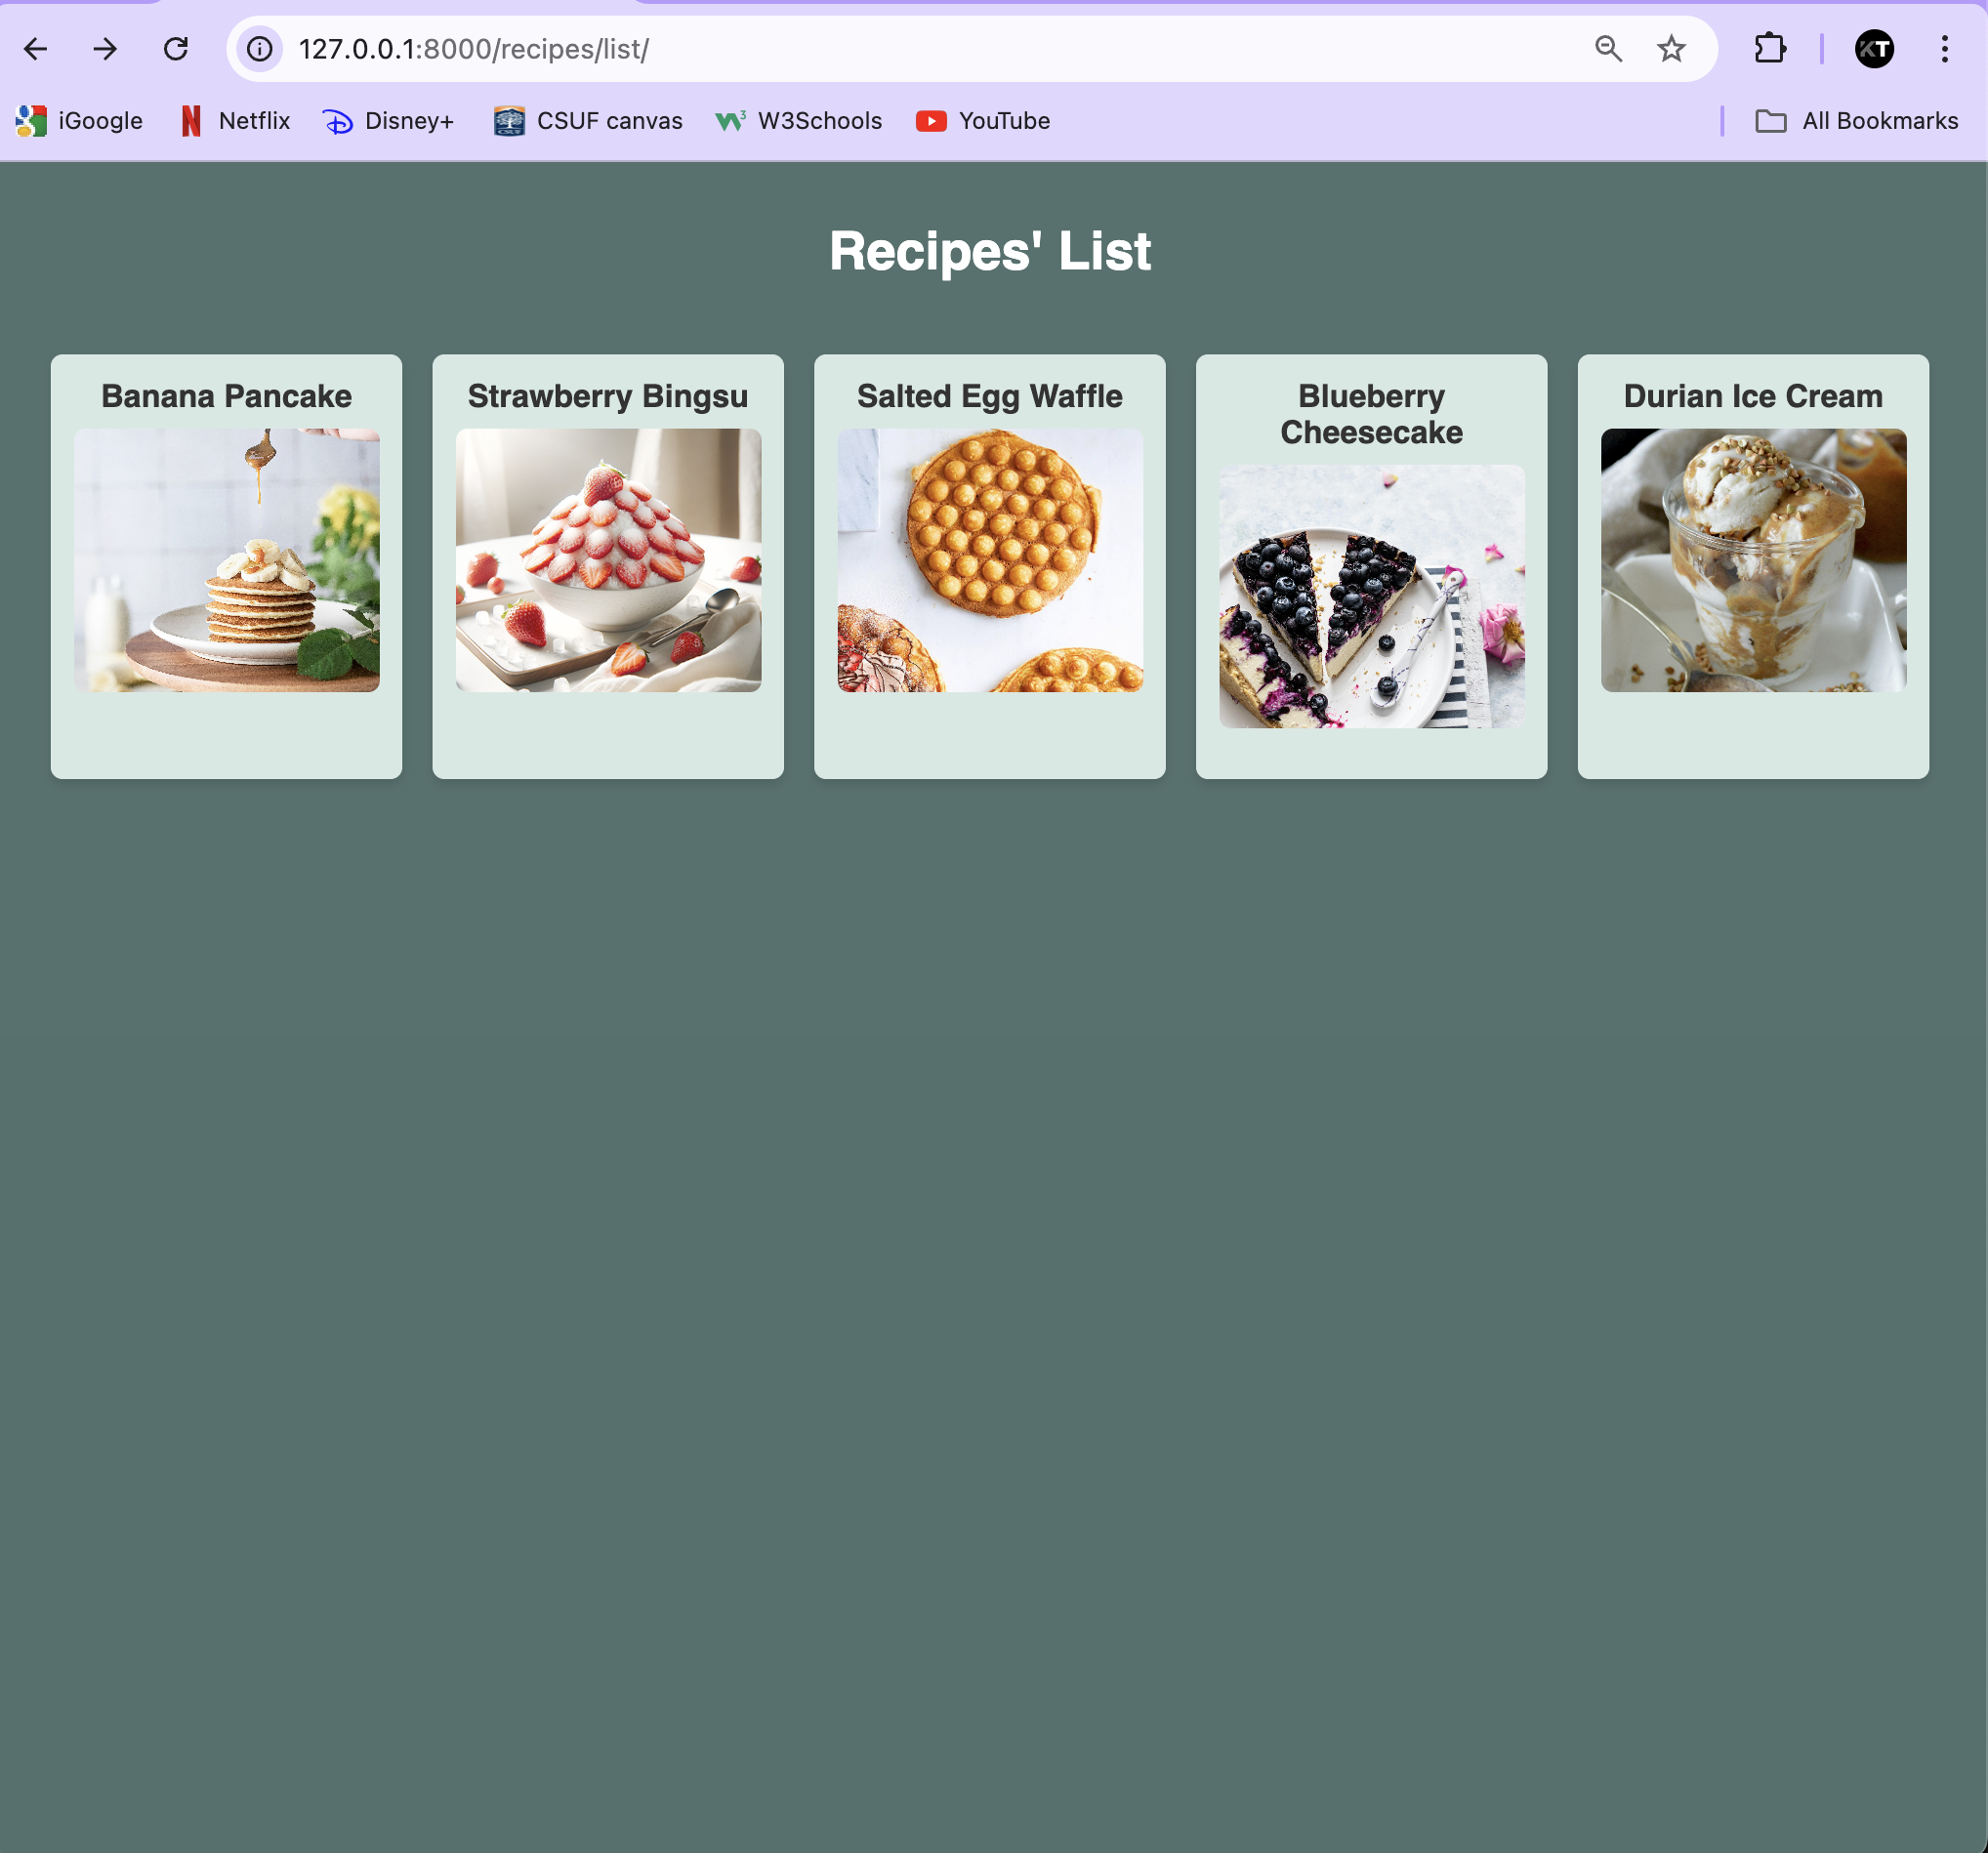 127.0.0.1:8000/recipes/list/
KT
iGoogle
Netflix
Disney+
CSUF canvas
W3Schools
YouTube
All Bookmarks
Recipes' List
Banana Pancake
Strawberry Bingsu
Salted Egg Waffle
Blueberry
Cheesecake
Durian Ice Cream